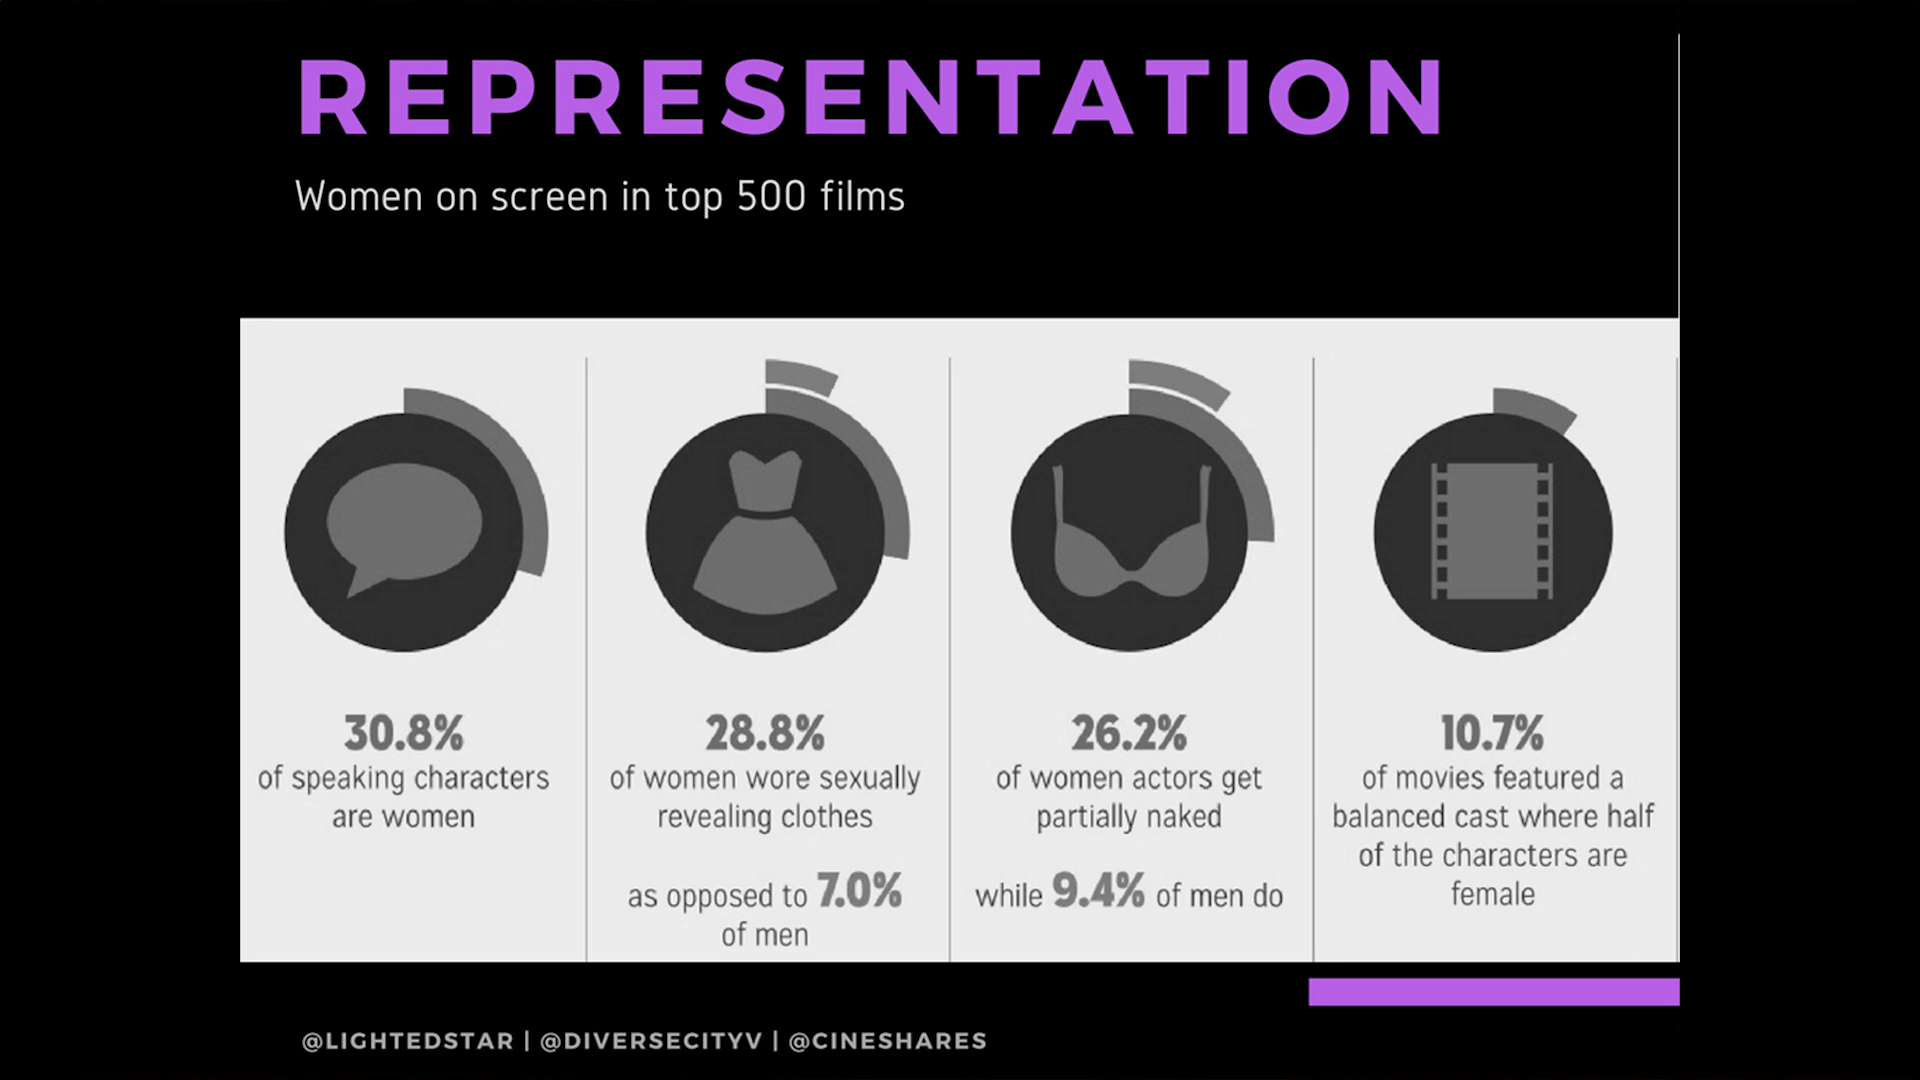 REPRESENTATION
Women on screen in top 500 films
30.8%
of speaking characters
are women
28.8%
of women wore sexually
revealing clothes
as opposed to 7.0%
of men
26.2%
of women actors get
partially naked
while 9.4% of men do
10.7%
of movies featured a
balanced cast where half
of the characters are
female
@LIGHTEDSTAR | @DIVERSECITYV | @CINESHARES